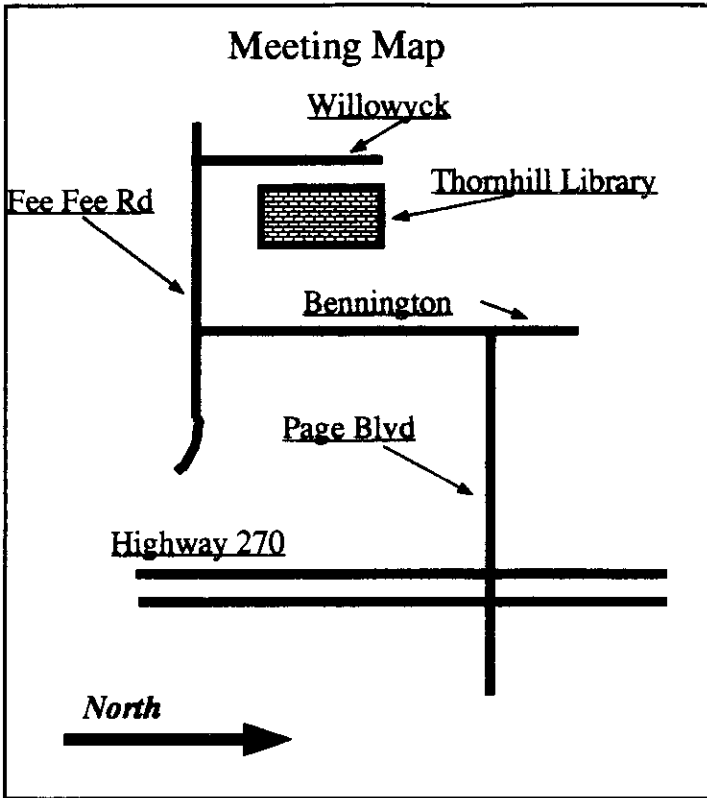 Meeting Map
Willowyck
Thornhill Library
Fee Fee Rd
Bennington
Page Blvd
Highway 270
North